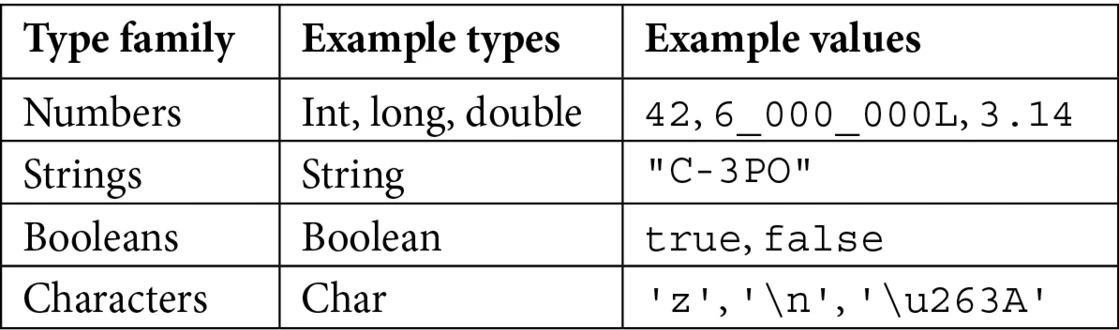 Type family Example types Example values
Numbers Int, long, double 42, 6_000_000L, 3.14
Strings String "C-3PO"
Booleans Boolean true, false
Characters Char 'z', '\n', '\u263A'